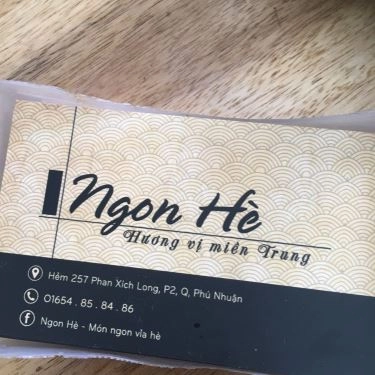 Ngon Hè
Hương vị miền Trung
Hẻm 257 Phan Xích Long, P2, Q, Phú Nhuận
01654. 85. 84. 86
Ngon Hè - Món ngon vỉa hè